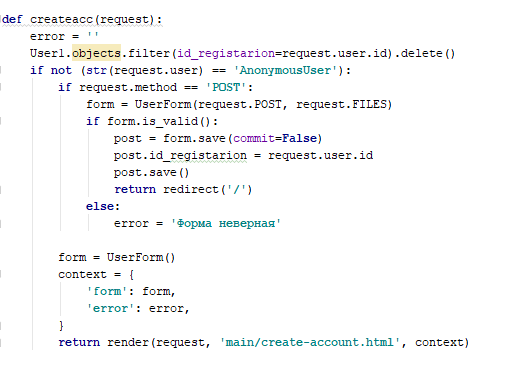 def createacc(request):
    error = ''
    User1.objects.filter(id_registarion=request.user.id).delete()
    if not (str(request.user) == 'AnonymousUser'):
        if request.method == 'POST':
            form = UserForm(request.POST, request.FILES)
            if form.is_valid():
                post = form.save(commit=False)
                post.id_registarion = request.user.id
                post.save()
                return redirect('/')
            else:
                error = 'Форма неверная'

        form = UserForm()
        context = {
            'form': form,
            'error': error,
        }
        return render(request, 'main/create-account.html', context)